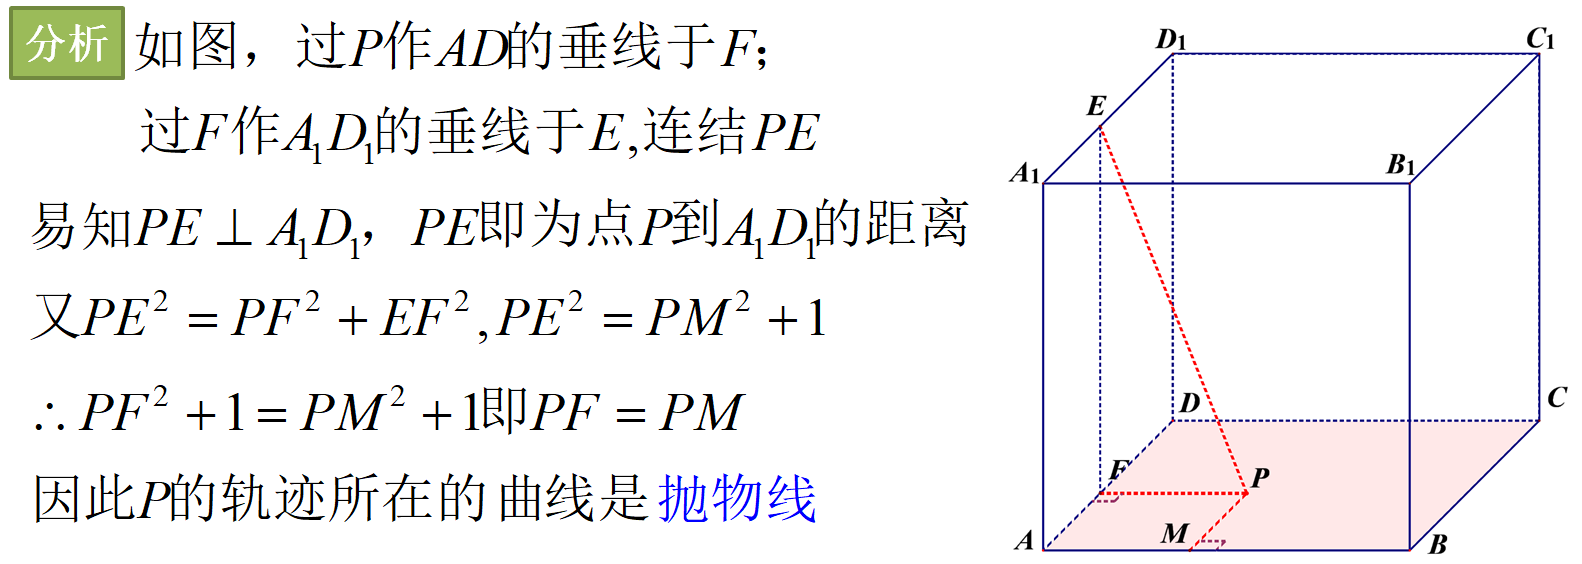 分析 如图，过P作AD的垂线于F；
过F作A₁D₁的垂线于E,连结PE
易知PE⊥A₁D₁，PE即为点P到A₁D₁的距离
又PE²=PF²+EF²,PE²=PM²+1
∴PF²+1=PM²+1即PF=PM
因此P的轨迹所在的曲线是抛物线
D₁
C₁
E
A₁
B₁
D
C
F
P
A
M
B